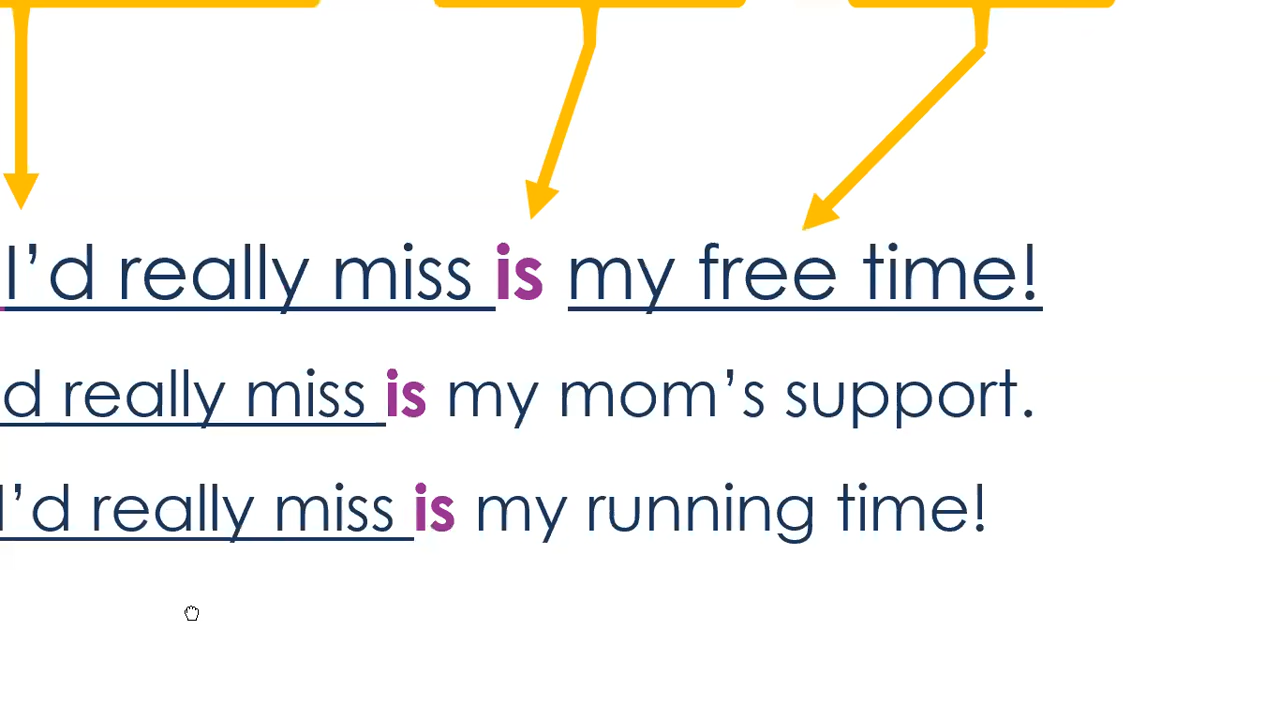 I'd really miss is my free time!
d really miss is my mom's support.
I'd really miss is my running time!